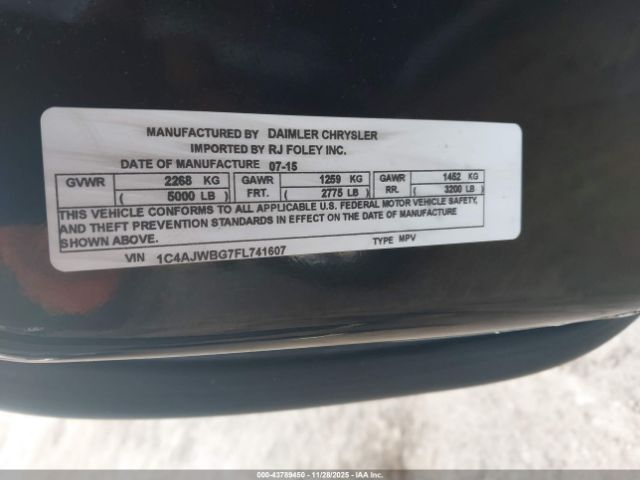 MANUFACTURED BY DAIMLER CHRYSLER
IMPORTED BY RJ FOLEY INC.
DATE OF MANUFACTURE 07-15
GVWR 2268 KG GAWR 1259 KG GAWR 1452 KG
( 5000 LB ) FRT. ( 2775 LB ) RR. ( 3200 LB )
THIS VEHICLE CONFORMS TO ALL APPLICABLE U.S. FEDERAL MOTOR VEHICLE SAFETY,
AND THEFT PREVENTION STANDARDS IN EFFECT ON THE DATE OF MANUFACTURE
SHOWN ABOVE.
VIN 1C4AJWBG7FL741607 TYPE MPV
000-43789450 - 11/28/2025 - IAA Inc.